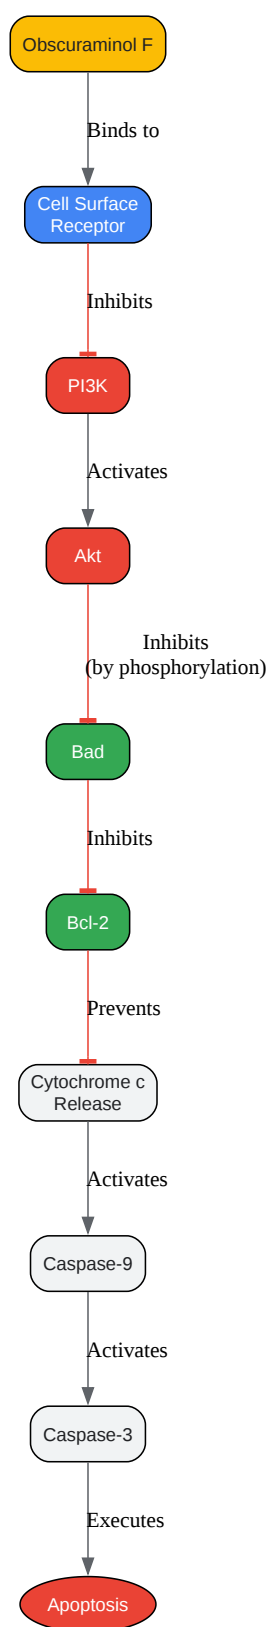 Obscuraminol F
Binds to
Cell Surface
Receptor
Inhibits
PI3K
Activates
Akt
Inhibits
(by phosphorylation)
Bad
Inhibits
Bcl-2
Prevents
Cytochrome c
Release
Activates
Caspase-9
Activates
Caspase-3
Executes
Apoptosis